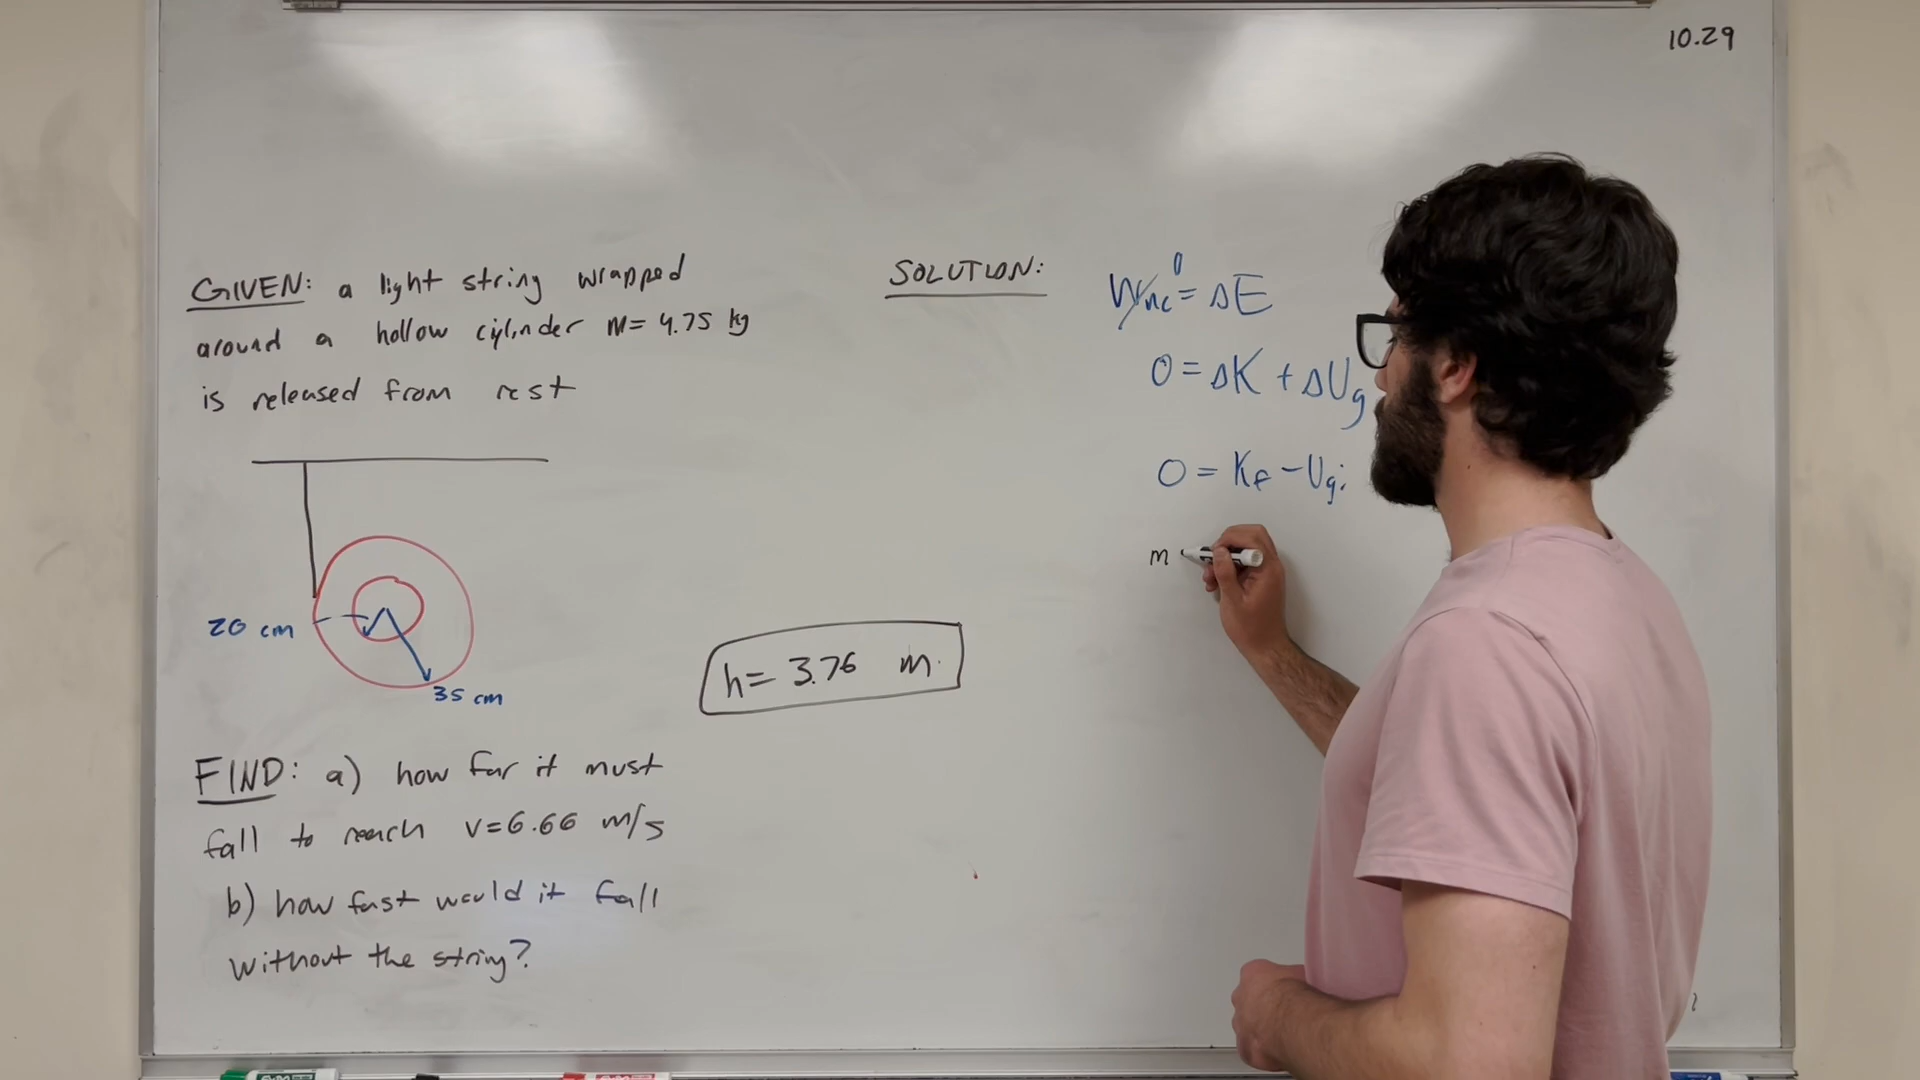 10.29
GIVEN: a light string wrapped
around a hollow cylinder M= 4.75 kg
is released from rest
20 cm
35 cm
FIND: a) how far it must
fall to reach v=6.66 m/s
b) how fast would it fall
without the string?
h= 3.76 m
SOLUTION:
Wnc = ΔE
0
0 = ΔK + ΔUg
0 = Kf - Ugi
m